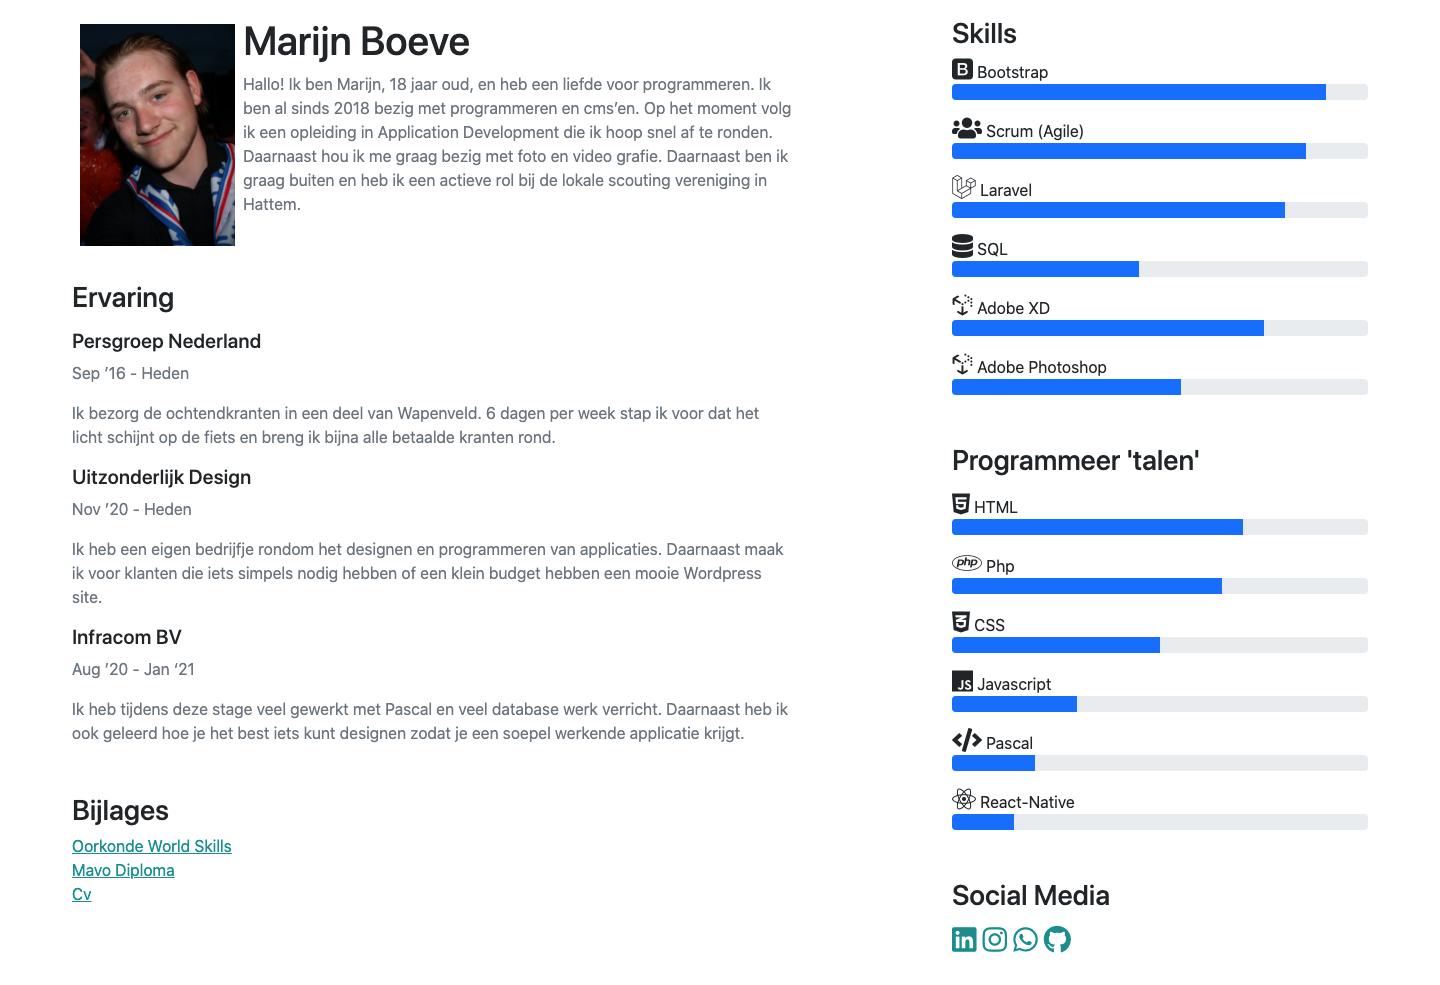 Marijn Boeve
Hallo! Ik ben Marijn, 18 jaar oud, en heb een liefde voor programmeren. Ik
ben al sinds 2018 bezig met programmeren en cms’en. Op het moment volg
ik een opleiding in Application Development die ik hoop snel af te ronden.
Daarnaast hou ik me graag bezig met foto en video grafie. Daarnaast ben ik
graag buiten en heb ik een actieve rol bij de lokale scouting vereniging in
Hattem.
Ervaring
Persgroep Nederland
Sep ’16 - Heden
Ik bezorg de ochtendkranten in een deel van Wapenveld. 6 dagen per week stap ik voor dat het
licht schijnt op de fiets en breng ik bijna alle betaalde kranten rond.
Uitzonderlijk Design
Nov ’20 - Heden
Ik heb een eigen bedrijfje rondom het designen en programmeren van applicaties. Daarnaast maak
ik voor klanten die iets simpels nodig hebben of een klein budget hebben een mooie Wordpress
site.
Infracom BV
Aug ’20 - Jan ‘21
Ik heb tijdens deze stage veel gewerkt met Pascal en veel database werk verricht. Daarnaast heb ik
ook geleerd hoe je het best iets kunt designen zodat je een soepel werkende applicatie krijgt.
Bijlages
Oorkonde World Skills
Mavo Diploma
Cv
Skills
B Bootstrap
Scrum (Agile)
Laravel
SQL
Adobe XD
Adobe Photoshop
Programmeer 'talen'
5 HTML
php Php
3 CSS
JS Javascript
Pascal
React-Native
Social Media
in